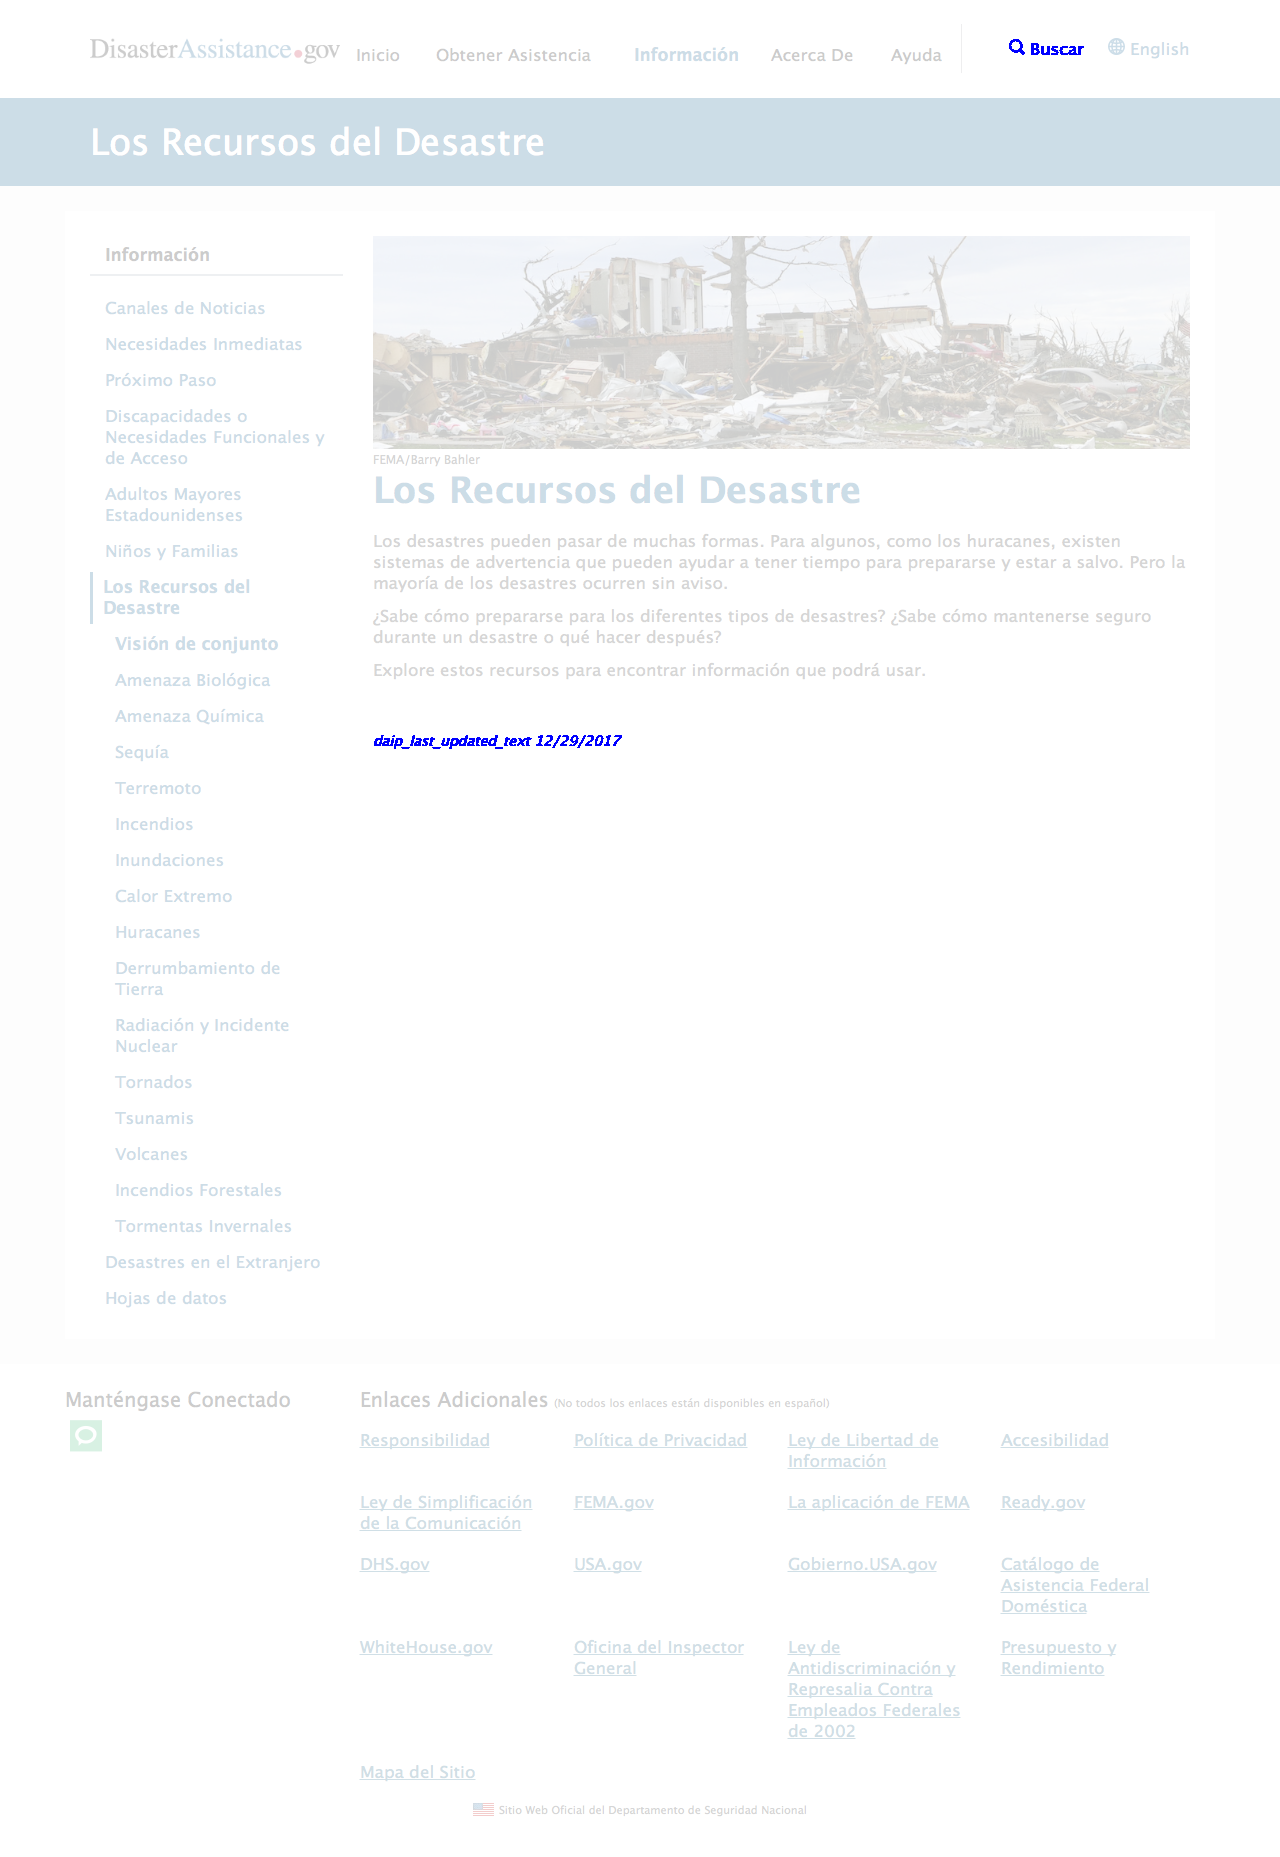 DisasterAssistance.gov Inicio Obtener Asistencia Información Acerca De Ayuda Buscar English
Los Recursos del Desastre
Información
Canales de Noticias
Necesidades Inmediatas
Próximo Paso
Discapacidades o
Necesidades Funcionales y
de Acceso
Adultos Mayores
Estadounidenses
Niños y Familias
Los Recursos del
Desastre
Visión de conjunto
Amenaza Biológica
Amenaza Química
Sequía
Terremoto
Incendios
Inundaciones
Calor Extremo
Huracanes
Derrumbamiento de
Tierra
Radiación y Incidente
Nuclear
Tornados
Tsunamis
Volcanes
Incendios Forestales
Tormentas Invernales
Desastres en el Extranjero
Hojas de datos
FEMA/Barry Bahler
Los Recursos del Desastre
Los desastres pueden pasar de muchas formas. Para algunos, como los huracanes, existen
sistemas de advertencia que pueden ayudar a tener tiempo para prepararse y estar a salvo. Pero la
mayoría de los desastres ocurren sin aviso.
¿Sabe cómo prepararse para los diferentes tipos de desastres? ¿Sabe cómo mantenerse seguro
durante un desastre o qué hacer después?
Explore estos recursos para encontrar información que podrá usar.
daip_last_updated_text 12/29/2017
Manténgase Conectado
Enlaces Adicionales (No todos los enlaces están disponibles en español)
Responsibilidad
Política de Privacidad
Ley de Libertad de
Información
Accesibilidad
Ley de Simplificación
de la Comunicación
FEMA.gov
La aplicación de FEMA
Ready.gov
DHS.gov
USA.gov
Gobierno.USA.gov
Catálogo de
Asistencia Federal
Doméstica
WhiteHouse.gov
Oficina del Inspector
General
Ley de
Antidiscriminación y
Represalia Contra
Empleados Federales
de 2002
Presupuesto y
Rendimiento
Mapa del Sitio
Sitio Web Oficial del Departamento de Seguridad Nacional